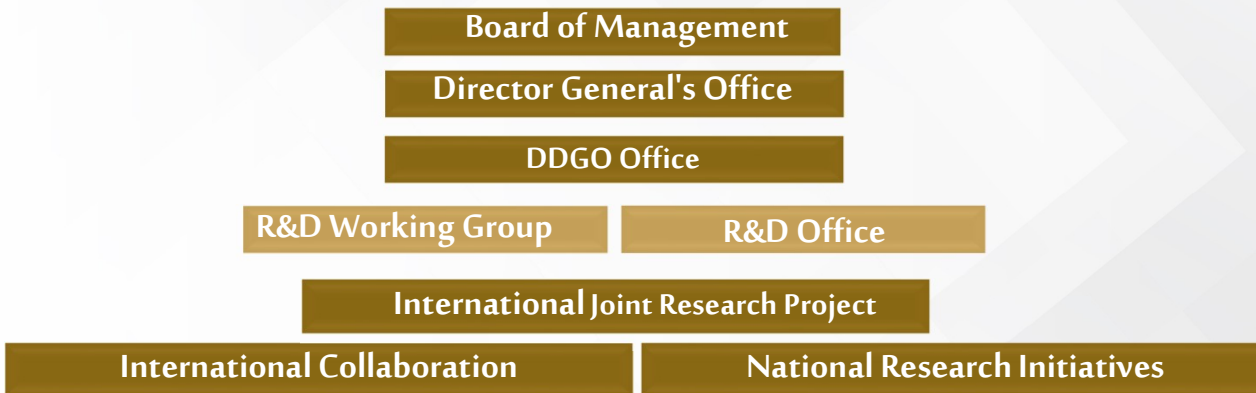 Board of Management
Director General's Office
DDGO Office
R&D Working Group
R&D Office
International Joint Research Project
International Collaboration
National Research Initiatives